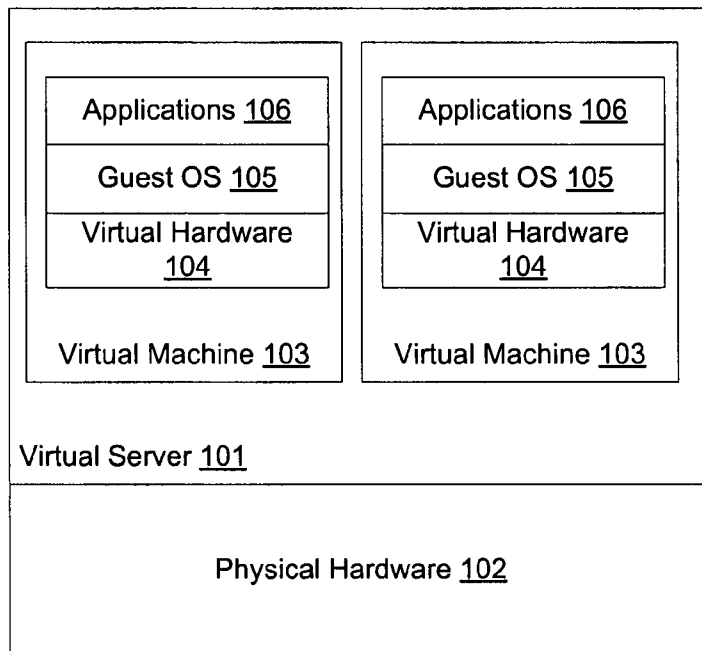 Applications 106
Guest OS 105
Virtual Hardware
104
Virtual Machine 103
Applications 106
Guest OS 105
Virtual Hardware
104
Virtual Machine 103
Virtual Server 101
Physical Hardware 102